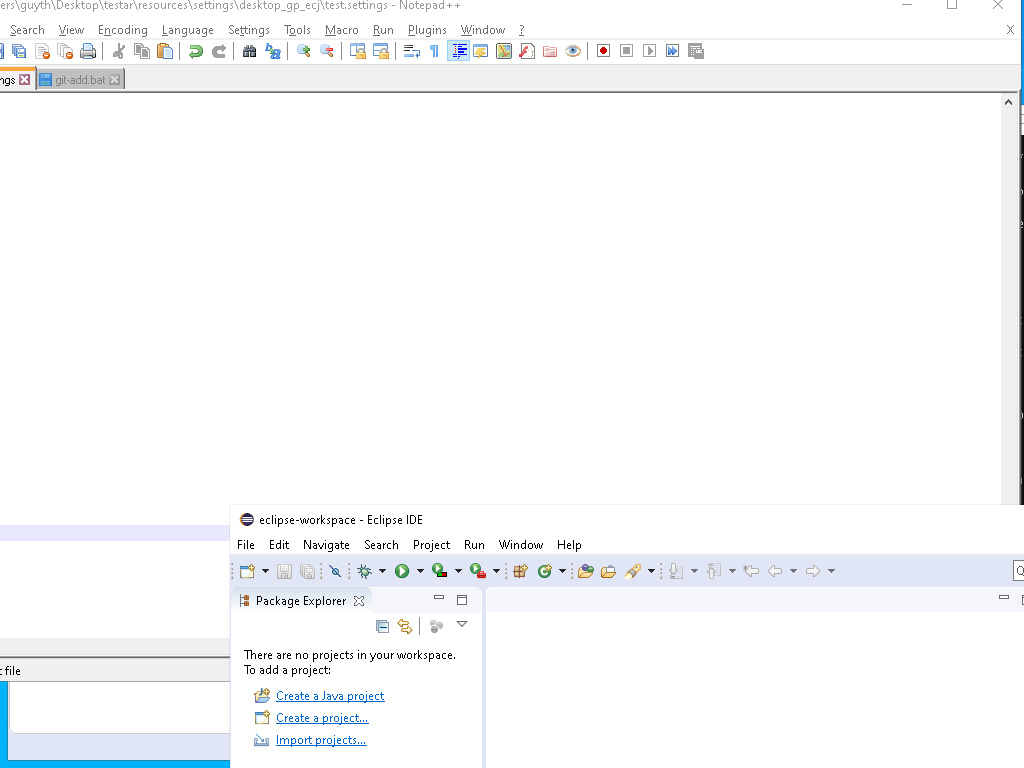 ers\guyth\Desktop\testar\resources\settings\desktop_gp_ecj\test.settings - Notepad++
Search View Encoding Language Settings Tools Macro Run Plugins Window ? X
ngs git-add.bat
eclipse-workspace - Eclipse IDE
File Edit Navigate Search Project Run Window Help
Package Explorer
There are no projects in your workspace.
To add a project:
Create a Java project
Create a project...
Import projects...
t file